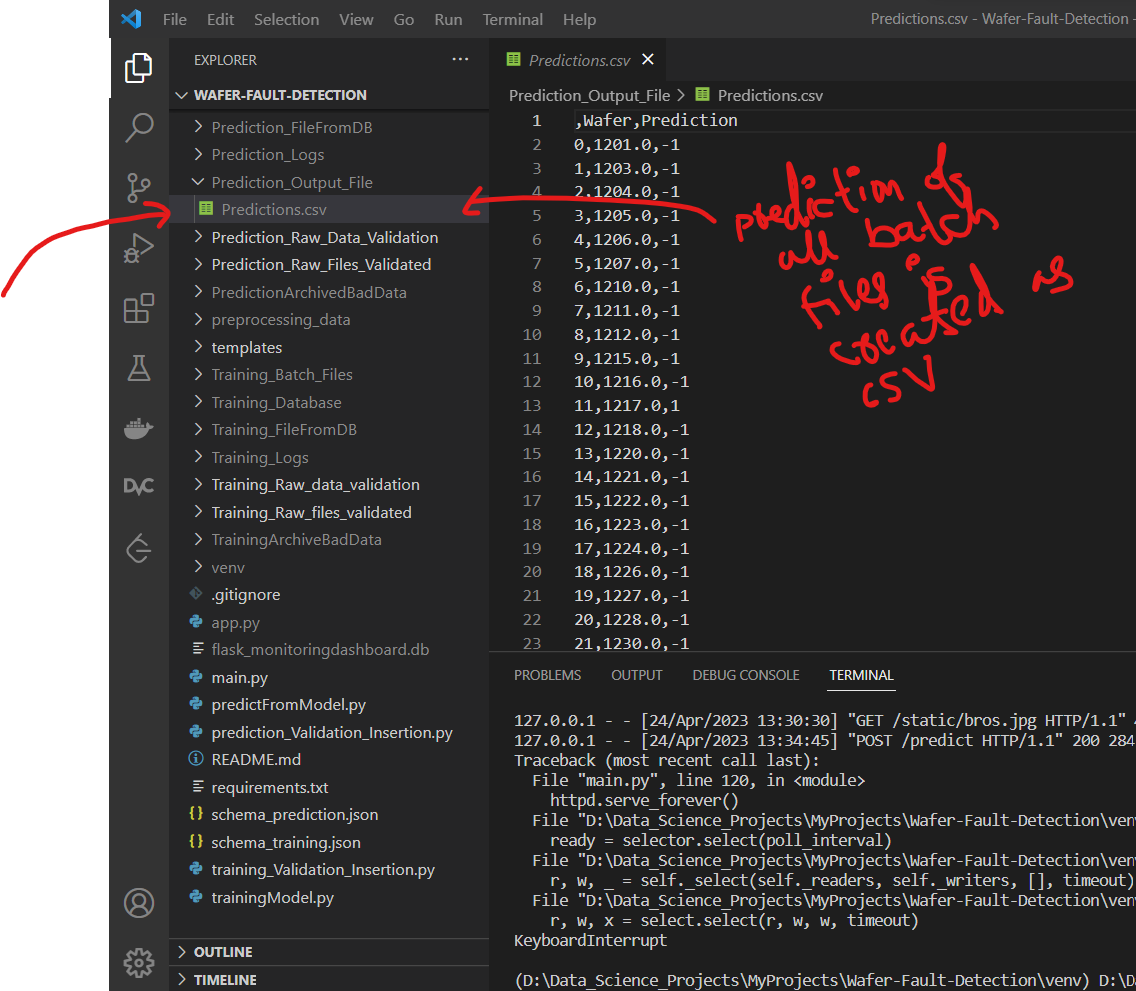 File Edit Selection View Go Run Terminal Help
Predictions.csv - Wafer-Fault-Detection -
EXPLORER
WAFER-FAULT-DETECTION
Prediction_FileFromDB
Prediction_Logs
Prediction_Output_File
Predictions.csv
Prediction_Raw_Data_Validation
Prediction_Raw_Files_Validated
PredictionArchivedBadData
preprocessing_data
templates
Training_Batch_Files
Training_Database
Training_FileFromDB
Training_Logs
Training_Raw_data_validation
Training_Raw_files_validated
TrainingArchiveBadData
venv
.gitignore
app.py
flask_monitoringdashboard.db
main.py
predictFromModel.py
prediction_Validation_Insertion.py
README.md
requirements.txt
schema_prediction.json
schema_training.json
training_Validation_Insertion.py
trainingModel.py
OUTLINE
TIMELINE
DVC
Predictions.csv
Prediction_Output_File > Predictions.csv
1 ,Wafer,Prediction
2 0,1201.0,-1
3 1,1203.0,-1
4 2,1204.0,-1
5 3,1205.0,-1
6 4,1206.0,-1
7 5,1207.0,-1
8 6,1210.0,-1
9 7,1211.0,-1
10 8,1212.0,-1
11 9,1215.0,-1
12 10,1216.0,-1
13 11,1217.0,1
14 12,1218.0,-1
15 13,1220.0,-1
16 14,1221.0,-1
17 15,1222.0,-1
18 16,1223.0,-1
19 17,1224.0,-1
20 18,1226.0,-1
21 19,1227.0,-1
22 20,1228.0,-1
23 21,1230.0,-1
prediction of
all batch
files is
created as
csv
PROBLEMS OUTPUT DEBUG CONSOLE TERMINAL
127.0.0.1 - - [24/Apr/2023 13:30:30] "GET /static/bros.jpg HTTP/1.1"
127.0.0.1 - - [24/Apr/2023 13:34:45] "POST /predict HTTP/1.1" 200 284
Traceback (most recent call last):
File "main.py", line 120, in <module>
httpd.serve_forever()
File "D:\Data_Science_Projects\MyProjects\Wafer-Fault-Detection\ven
ready = selector.select(poll_interval)
File "D:\Data_Science_Projects\MyProjects\Wafer-Fault-Detection\ven
r, w, _ = self._select(self._readers, self._writers, [], timeout)
File "D:\Data_Science_Projects\MyProjects\Wafer-Fault-Detection\ven
r, w, x = select.select(r, w, w, timeout)
KeyboardInterrupt
(D:\Data_Science_Projects\MyProjects\Wafer-Fault-Detection\venv) D:\D